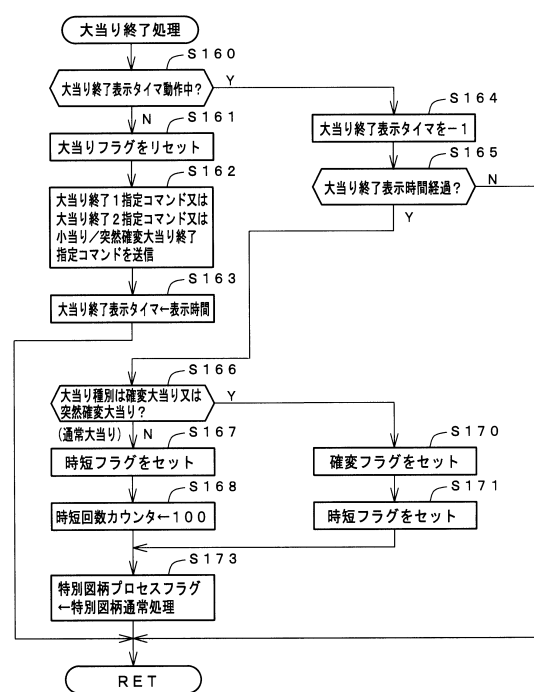 大当り終了処理
S160
大当り終了表示タイマ動作中?
Y
N
S161
大当りフラグをリセット
S162
大当り終了1指定コマンド又は
大当り終了2指定コマンド又は
小当り/突然確変大当り終了
指定コマンドを送信
S163
大当り終了表示タイマ←表示時間
S164
大当り終了表示タイマを-1
S165
大当り終了表示時間経過?
N
Y
S166
大当り種別は確変大当り又は
突然確変大当り?
Y
(通常大当り)
N
S167
時短フラグをセット
S168
時短回数カウンタ←100
S170
確変フラグをセット
S171
時短フラグをセット
S173
特別図柄プロセスフラグ
←特別図柄通常処理
RET